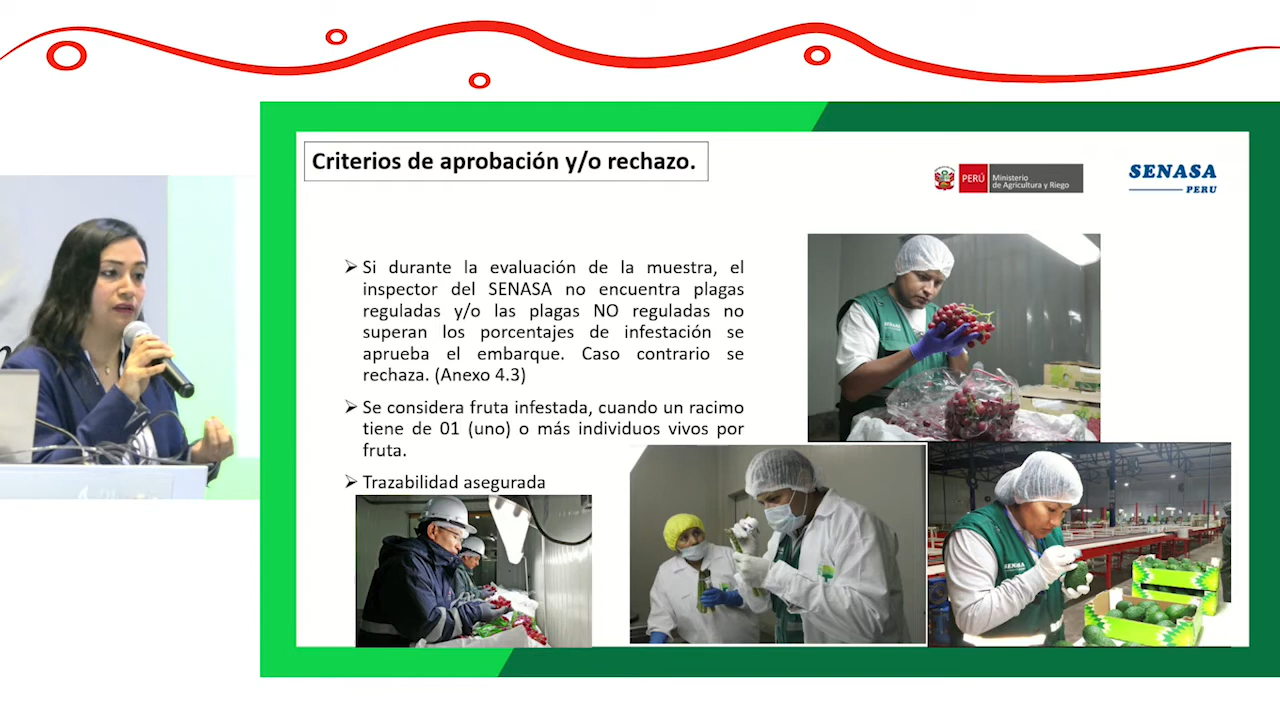 Criterios de aprobación y/o rechazo.
PERÚ
Ministerio
de Agricultura y Riego
SENASA
PERU
Si durante la evaluación de la muestra, el
inspector del SENASA no encuentra plagas
reguladas y/o las plagas NO reguladas no
superan los porcentajes de infestación se
aprueba el embarque. Caso contrario se
rechaza. (Anexo 4.3)
Se considera fruta infestada, cuando un racimo
tiene de 01 (uno) o más individuos vivos por
fruta.
Trazabilidad asegurada
SENASA
SENASA